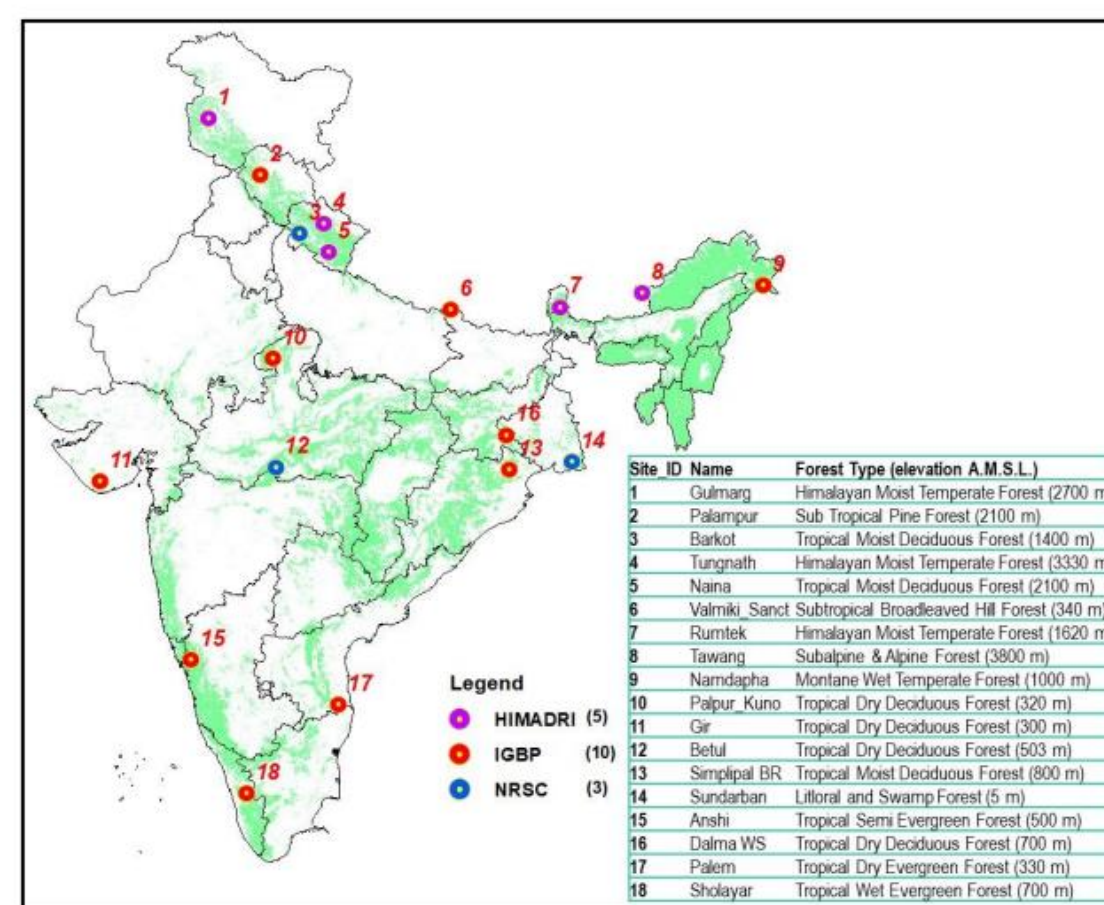 1
2
4
3
5
6
7
8
9
10
16
12
13
14
11
15
17
18
Legend
HIMADRI (5)
IGBP (10)
NRSC (3)
Site_ID Name Forest Type (elevation A.M.S.L.)
1 Gulmarg Himalayan Moist Temperate Forest (2700 m
2 Palampur Sub Tropical Pine Forest (2100 m)
3 Barkot Tropical Moist Deciduous Forest (1400 m)
4 Tungnath Himalayan Moist Temperate Forest (3330 m
5 Naina Tropical Moist Deciduous Forest (2100 m)
6 Valmiki_Sanct Subtropical Broadleaved Hill Forest (340 m)
7 Rumtek Himalayan Moist Temperate Forest (1620 m
8 Tawang Subalpine & Alpine Forest (3800 m)
9 Namdapha Montane Wet Temperate Forest (1000 m)
10 Palpur_Kuno Tropical Dry Deciduous Forest (320 m)
11 Gir Tropical Dry Deciduous Forest (300 m)
12 Betul Tropical Dry Deciduous Forest (503 m)
13 Simplipal BR Tropical Moist Deciduous Forest (800 m)
14 Sundarban Litloral and Swamp Forest (5 m)
15 Anshi Tropical Semi Evergreen Forest (500 m)
16 Dalma WS Tropical Dry Deciduous Forest (700 m)
17 Palem Tropical Dry Evergreen Forest (330 m)
18 Sholayar Tropical Wet Evergreen Forest (700 m)